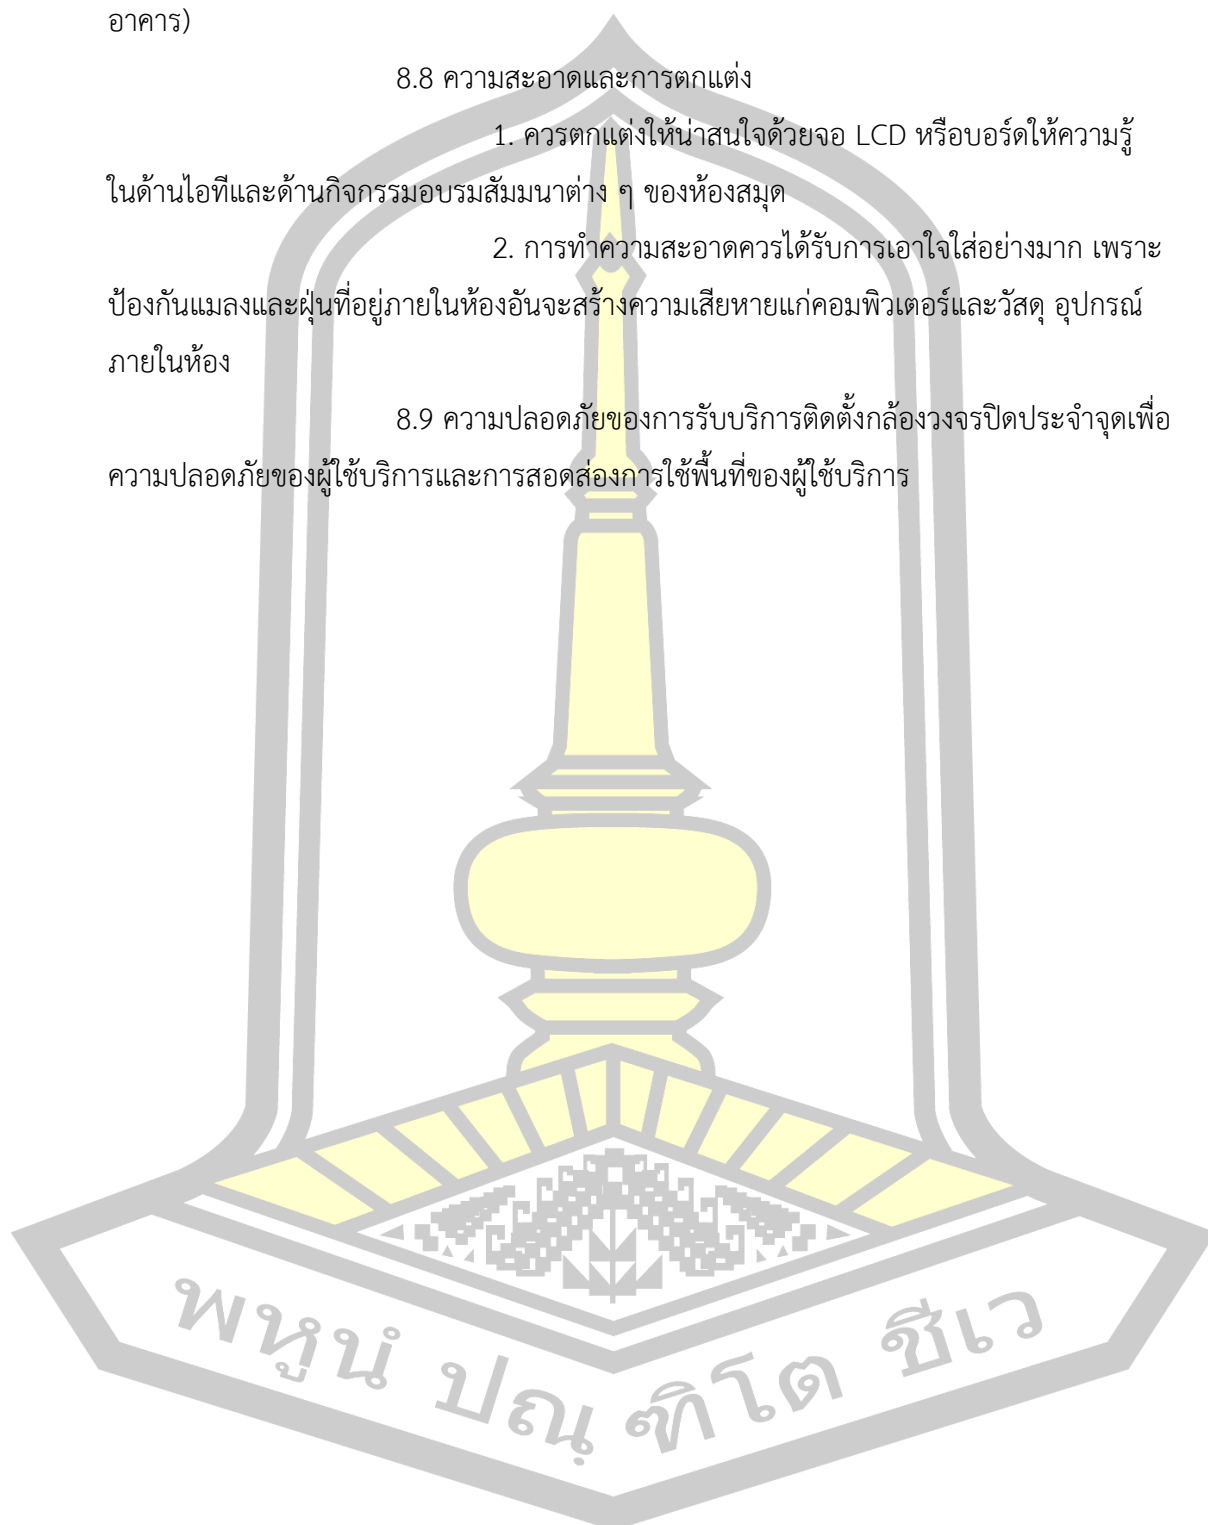 อาคาร)
8.8 ความสะอาดและการตกแต่ง
1. ควรตกแต่งให้น่าสนใจด้วยจอ LCD หรือบอร์ดให้ความรู้
ในด้านไอทีและด้านกิจกรรมอบรมสัมมนาต่าง ๆ ของห้องสมุด
2. การทำความสะอาดควรได้รับการเอาใจใส่อย่างมาก เพราะ
ป้องกันแมลงและฝุ่นที่อยู่ภายในห้องอันจะสร้างความเสียหายแก่คอมพิวเตอร์และวัสดุ อุปกรณ์
ภายในห้อง
8.9 ความปลอดภัยของการรับบริการติดตั้งกล้องวงจรปิดประจำจุดเพื่อ
ความปลอดภัยของผู้ใช้บริการและการสอดส่องการใช้พื้นที่ของผู้ใช้บริการ
พหูนํ ปณฺฑิโต ชีเว